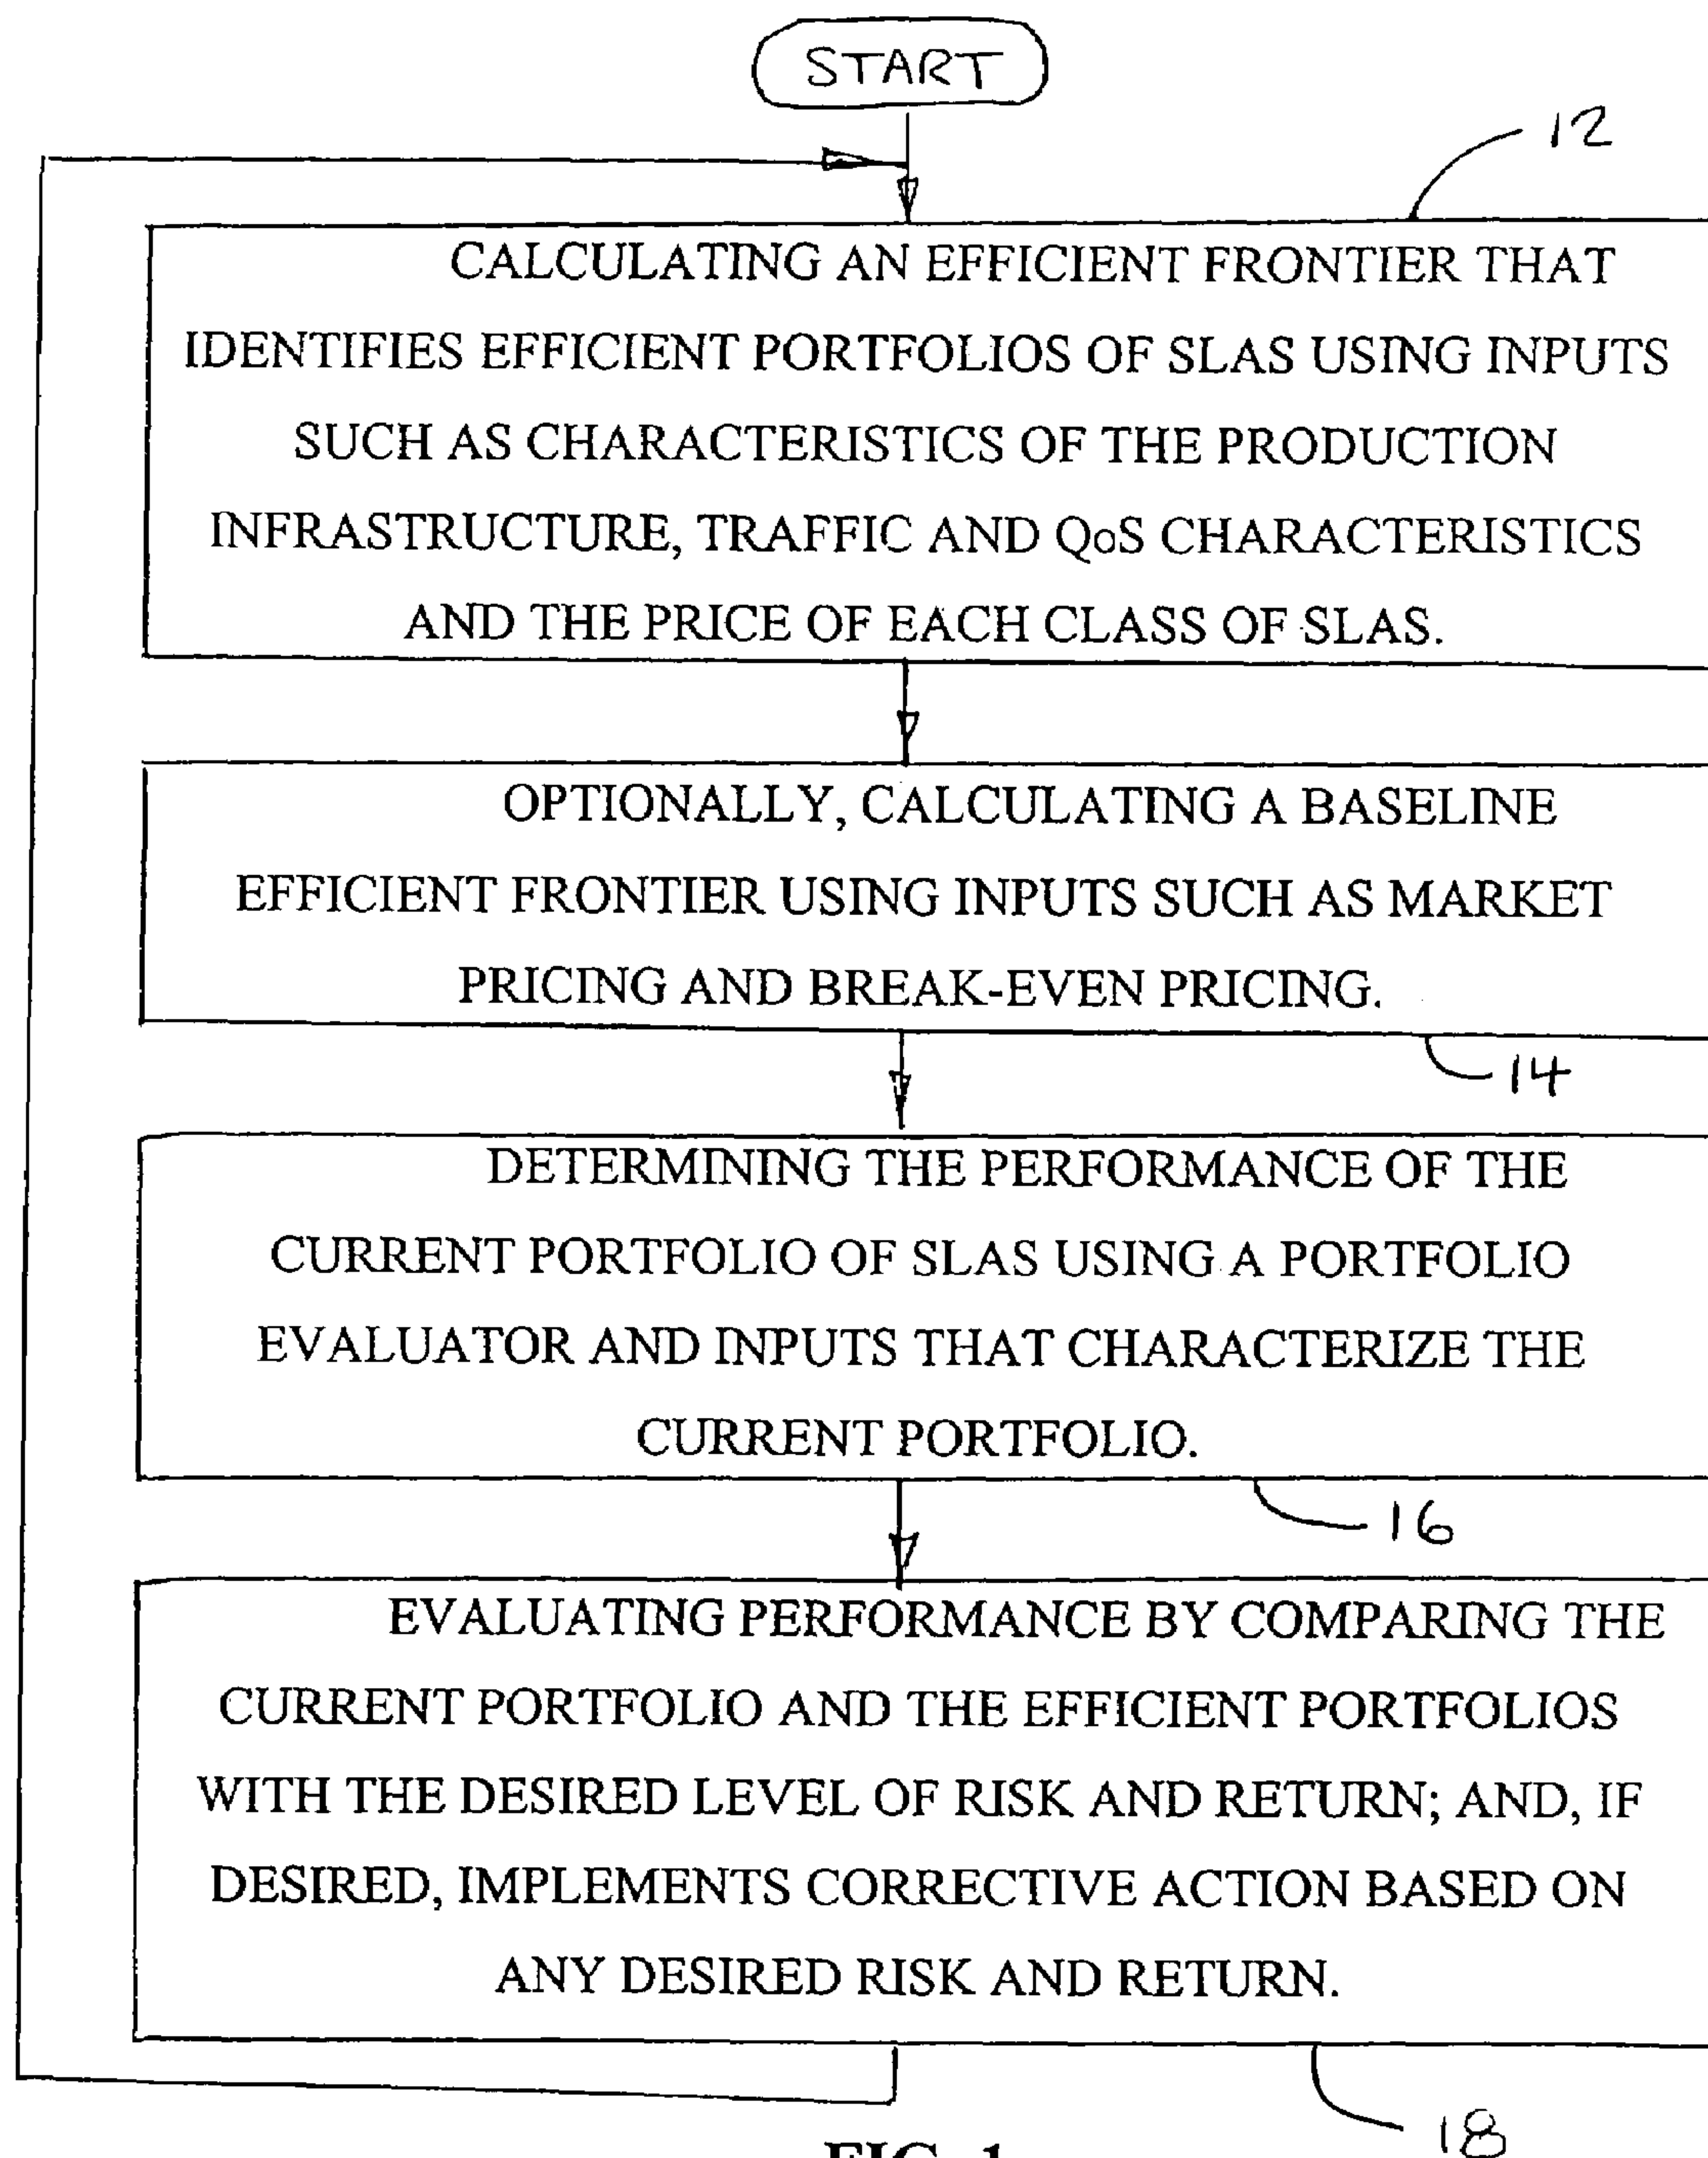 START
12
CALCULATING AN EFFICIENT FRONTIER THAT
IDENTIFIES EFFICIENT PORTFOLIOS OF SLAS USING INPUTS
SUCH AS CHARACTERISTICS OF THE PRODUCTION
INFRASTRUCTURE, TRAFFIC AND QoS CHARACTERISTICS
AND THE PRICE OF EACH CLASS OF SLAS.
OPTIONALLY, CALCULATING A BASELINE
EFFICIENT FRONTIER USING INPUTS SUCH AS MARKET
PRICING AND BREAK-EVEN PRICING.
14
DETERMINING THE PERFORMANCE OF THE
CURRENT PORTFOLIO OF SLAS USING A PORTFOLIO
EVALUATOR AND INPUTS THAT CHARACTERIZE THE
CURRENT PORTFOLIO.
16
EVALUATING PERFORMANCE BY COMPARING THE
CURRENT PORTFOLIO AND THE EFFICIENT PORTFOLIOS
WITH THE DESIRED LEVEL OF RISK AND RETURN; AND, IF
DESIRED, IMPLEMENTS CORRECTIVE ACTION BASED ON
ANY DESIRED RISK AND RETURN.
18
FIG. 1